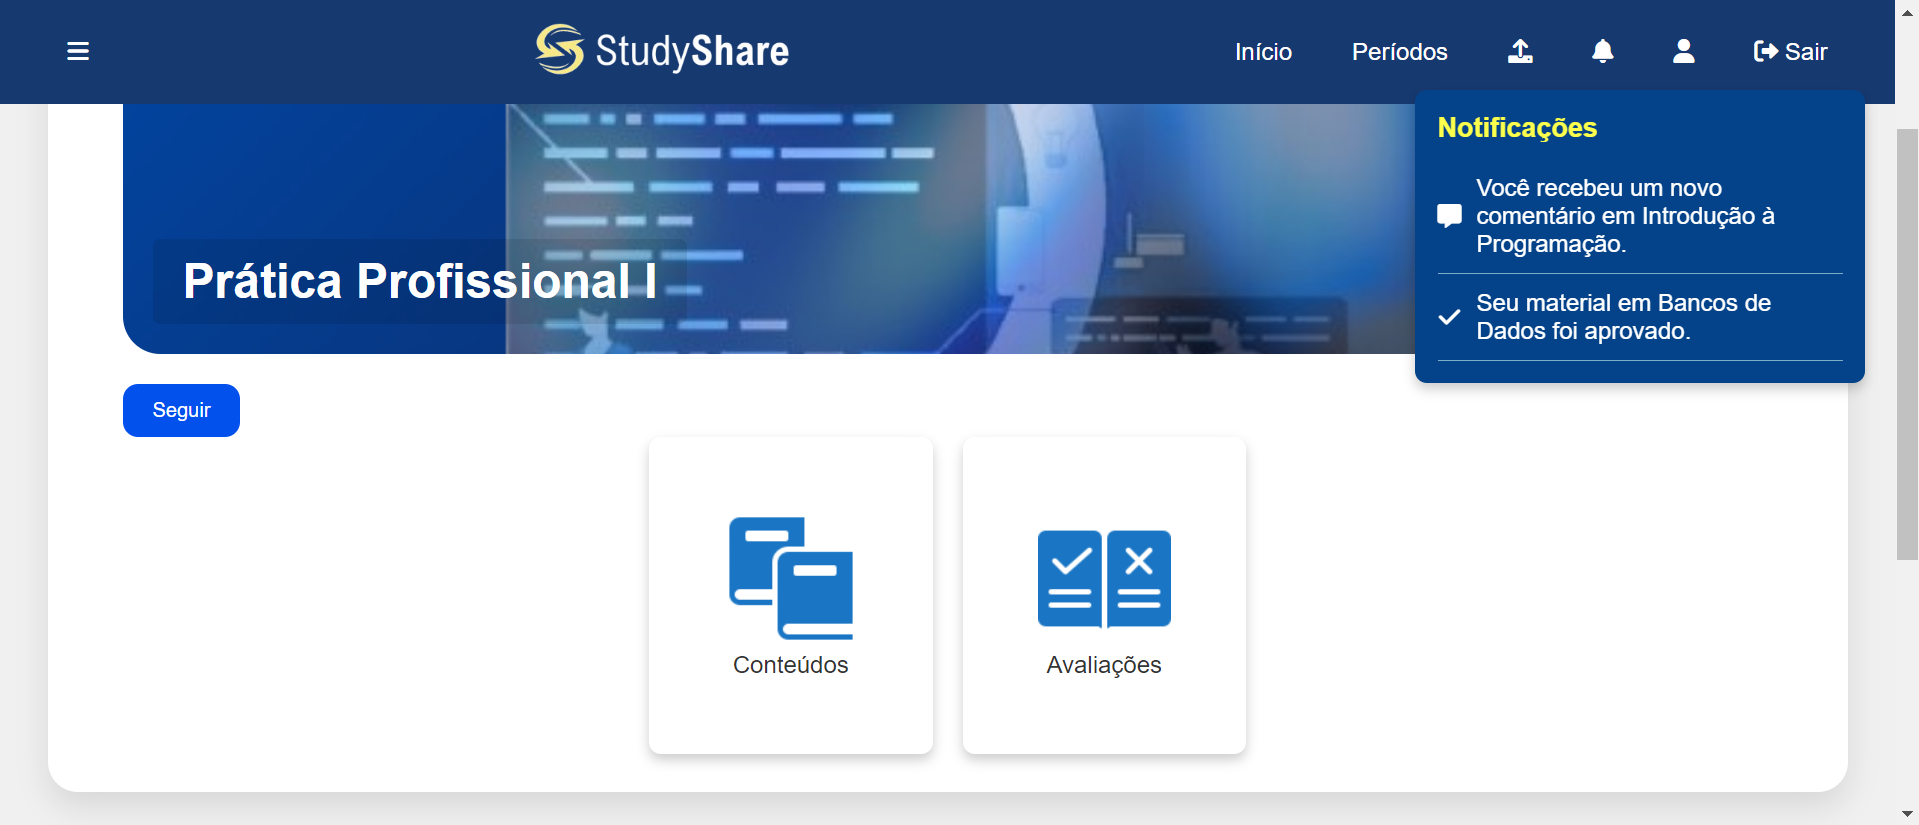 StudyShare
Início
Períodos
Sair
Notificações
Você recebeu um novo
comentário em Introdução à
Programação.
Seu material em Bancos de
Dados foi aprovado.
Prática Profissional I
Seguir
Conteúdos
Avaliações